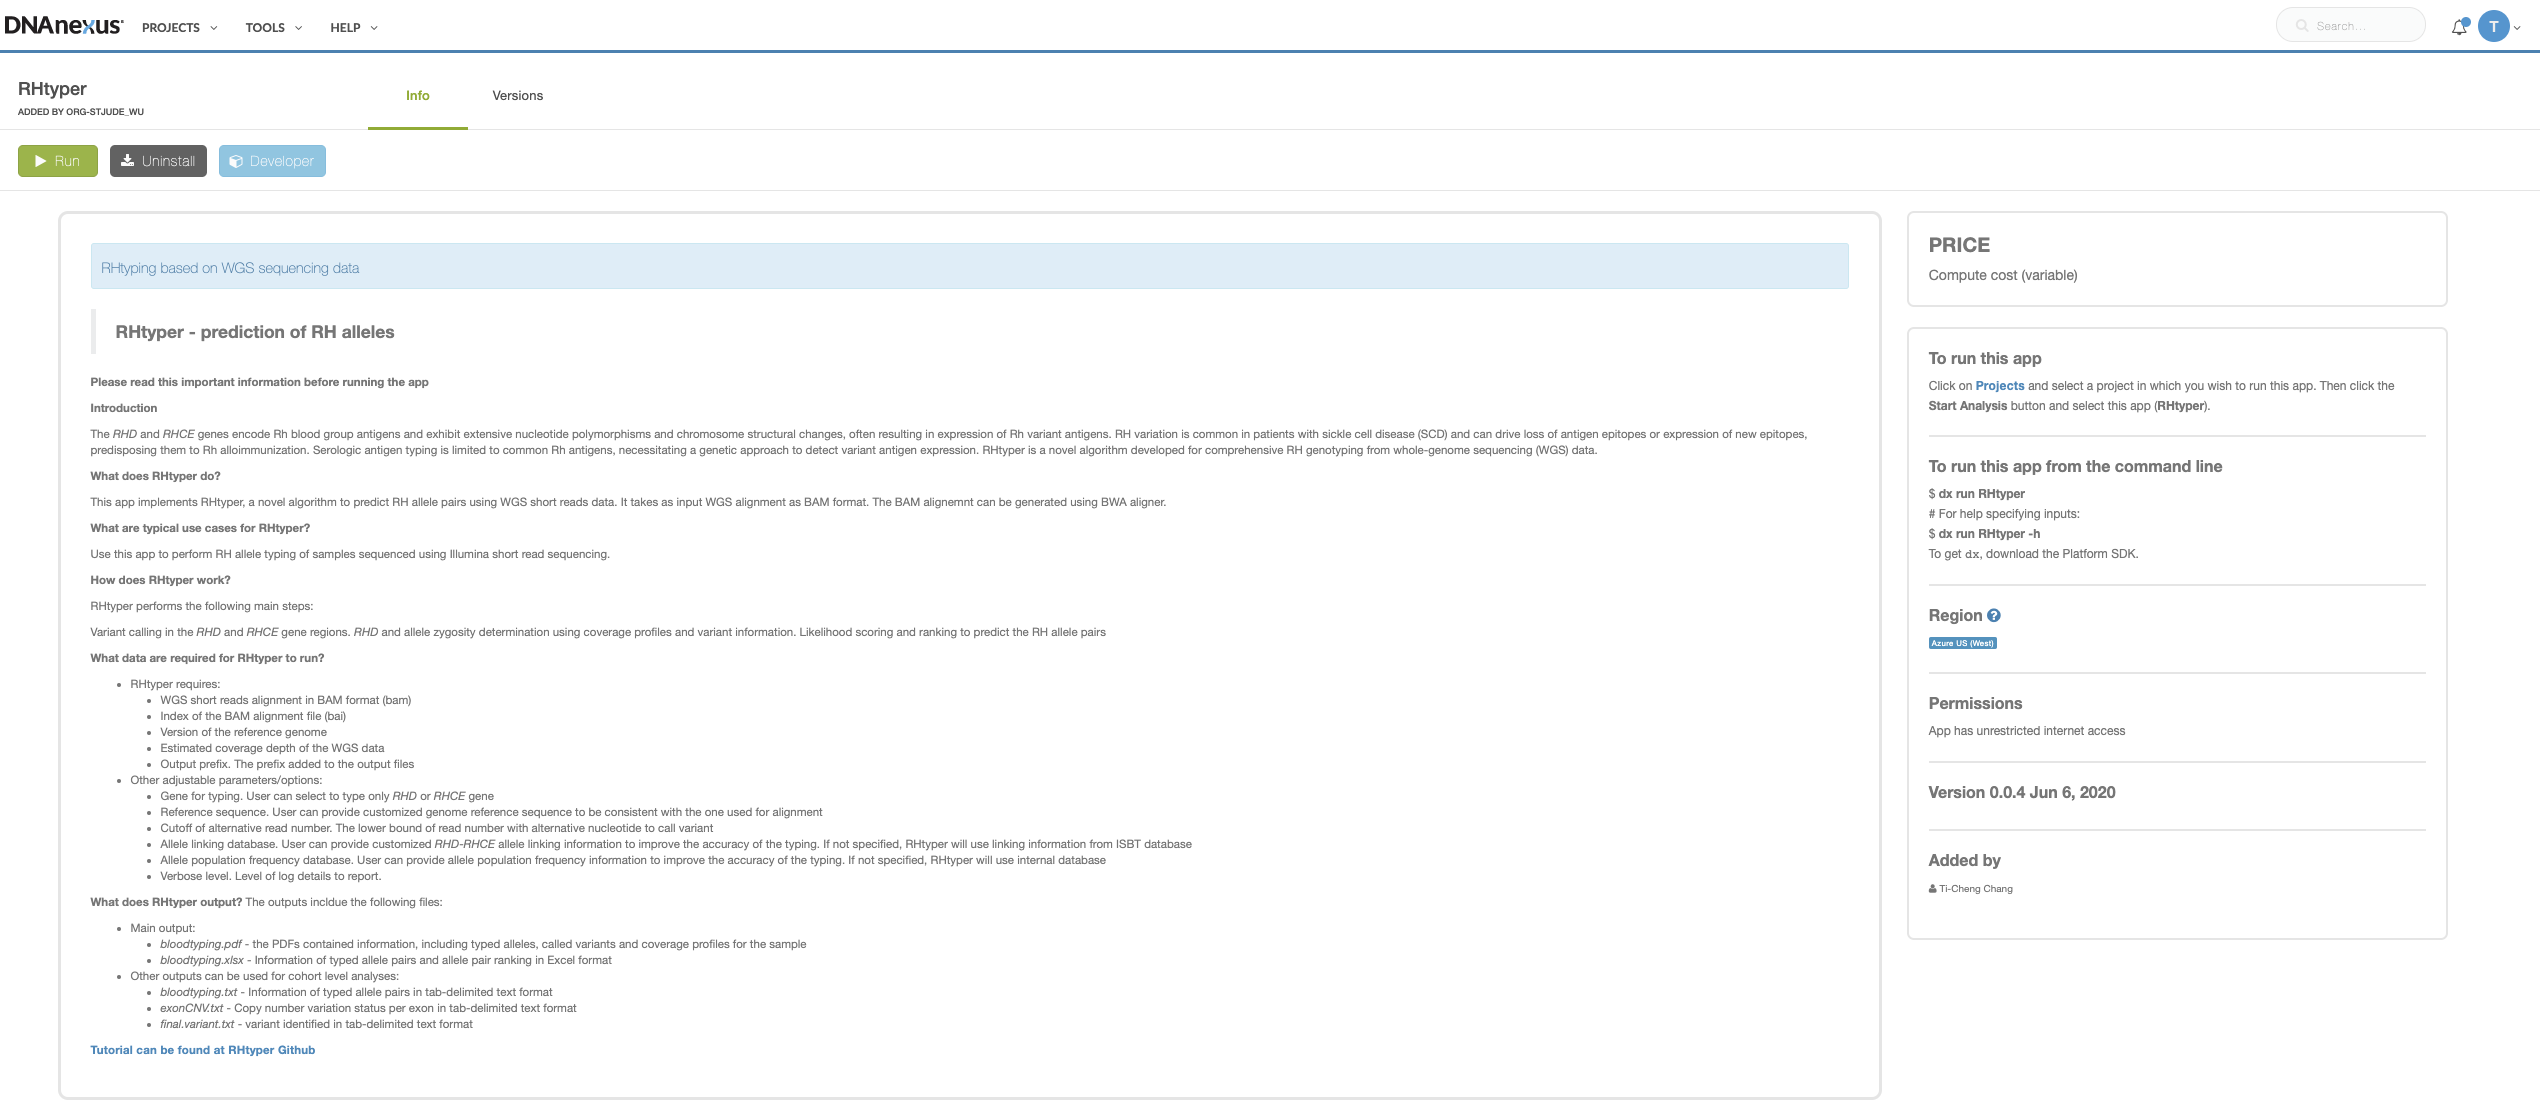 DNAnexus PROJECTS TOOLS HELP Search... T
RHtyper
ADDED BY ORG-STJUDE_WU
Info Versions
Run Uninstall Developer
RHtyping based on WGS sequencing data
RHtyper - prediction of RH alleles
Please read this important information before running the app
Introduction
The RHD and RHCE genes encode Rh blood group antigens and exhibit extensive nucleotide polymorphisms and chromosome structural changes, often resulting in expression of Rh variant antigens. RH variation is common in patients with sickle cell disease (SCD) and can drive loss of antigen epitopes or expression of new epitopes,
predisposing them to Rh alloimmunization. Serologic antigen typing is limited to common Rh antigens, necessitating a genetic approach to detect variant antigen expression. RHtyper is a novel algorithm developed for comprehensive RH genotyping from whole-genome sequencing (WGS) data.
What does RHtyper do?
This app implements RHtyper, a novel algorithm to predict RH allele pairs using WGS short reads data. It takes as input WGS alignment as BAM format. The BAM alignemnt can be generated using BWA aligner.
What are typical use cases for RHtyper?
Use this app to perform RH allele typing of samples sequenced using Illumina short read sequencing.
How does RHtyper work?
RHtyper performs the following main steps:
Variant calling in the RHD and RHCE gene regions. RHD and allele zygosity determination using coverage profiles and variant information. Likelihood scoring and ranking to predict the RH allele pairs
What data are required for RHtyper to run?
• RHtyper requires:
• WGS short reads alignment in BAM format (bam)
• Index of the BAM alignment file (bai)
• Version of the reference genome
• Estimated coverage depth of the WGS data
• Output prefix. The prefix added to the output files
• Other adjustable parameters/options:
• Gene for typing. User can select to type only RHD or RHCE gene
• Reference sequence. User can provide customized genome reference sequence to be consistent with the one used for alignment
• Cutoff of alternative read number. The lower bound of read number with alternative nucleotide to call variant
• Allele linking database. User can provide customized RHD-RHCE allele linking information to improve the accuracy of the typing. If not specified, RHtyper will use linking information from ISBT database
• Allele population frequency database. User can provide allele population frequency information to improve the accuracy of the typing. If not specified, RHtyper will use internal database
• Verbose level. Level of log details to report.
What does RHtyper output? The outputs incldue the following files:
• Main output:
• bloodtyping.pdf - the PDFs contained information, including typed alleles, called variants and coverage profiles for the sample
• bloodtyping.xlsx - Information of typed allele pairs and allele pair ranking in Excel format
• Other outputs can be used for cohort level analyses:
• bloodtyping.txt - Information of typed allele pairs in tab-delimited text format
• exonCNV.txt - Copy number variation status per exon in tab-delimited text format
• final.variant.txt - variant identified in tab-delimited text format
Tutorial can be found at RHtyper Github
PRICE
Compute cost (variable)
To run this app
Click on Projects and select a project in which you wish to run this app. Then click the
Start Analysis button and select this app (RHtyper).
To run this app from the command line
$ dx run RHtyper
# For help specifying inputs:
$ dx run RHtyper -h
To get dx, download the Platform SDK.
Region ?
Azure US (West)
Permissions
App has unrestricted internet access
Version 0.0.4 Jun 6, 2020
Added by
Ti-Cheng Chang